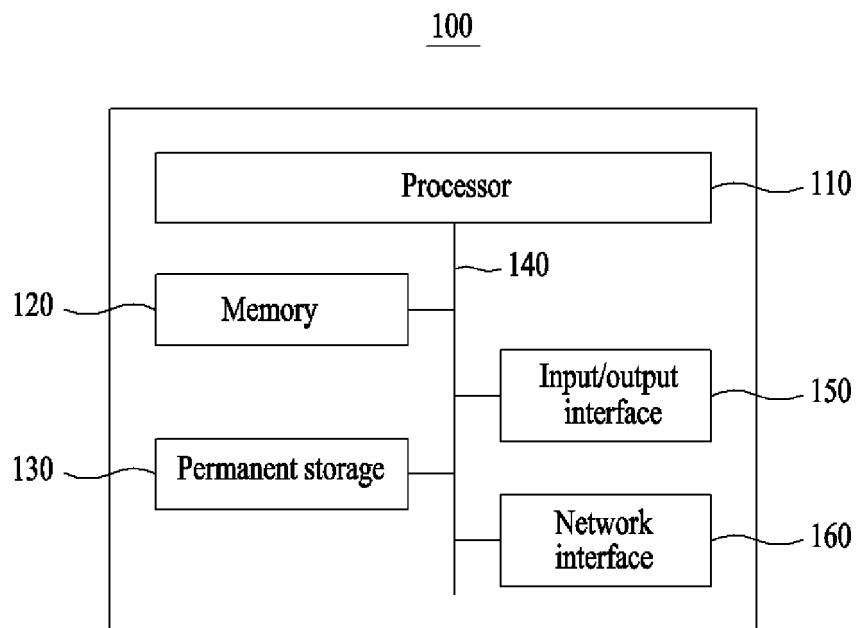 100
Processor
110
140
120
Memory
Input/output
interface
150
130
Permanent storage
Network
interface
160